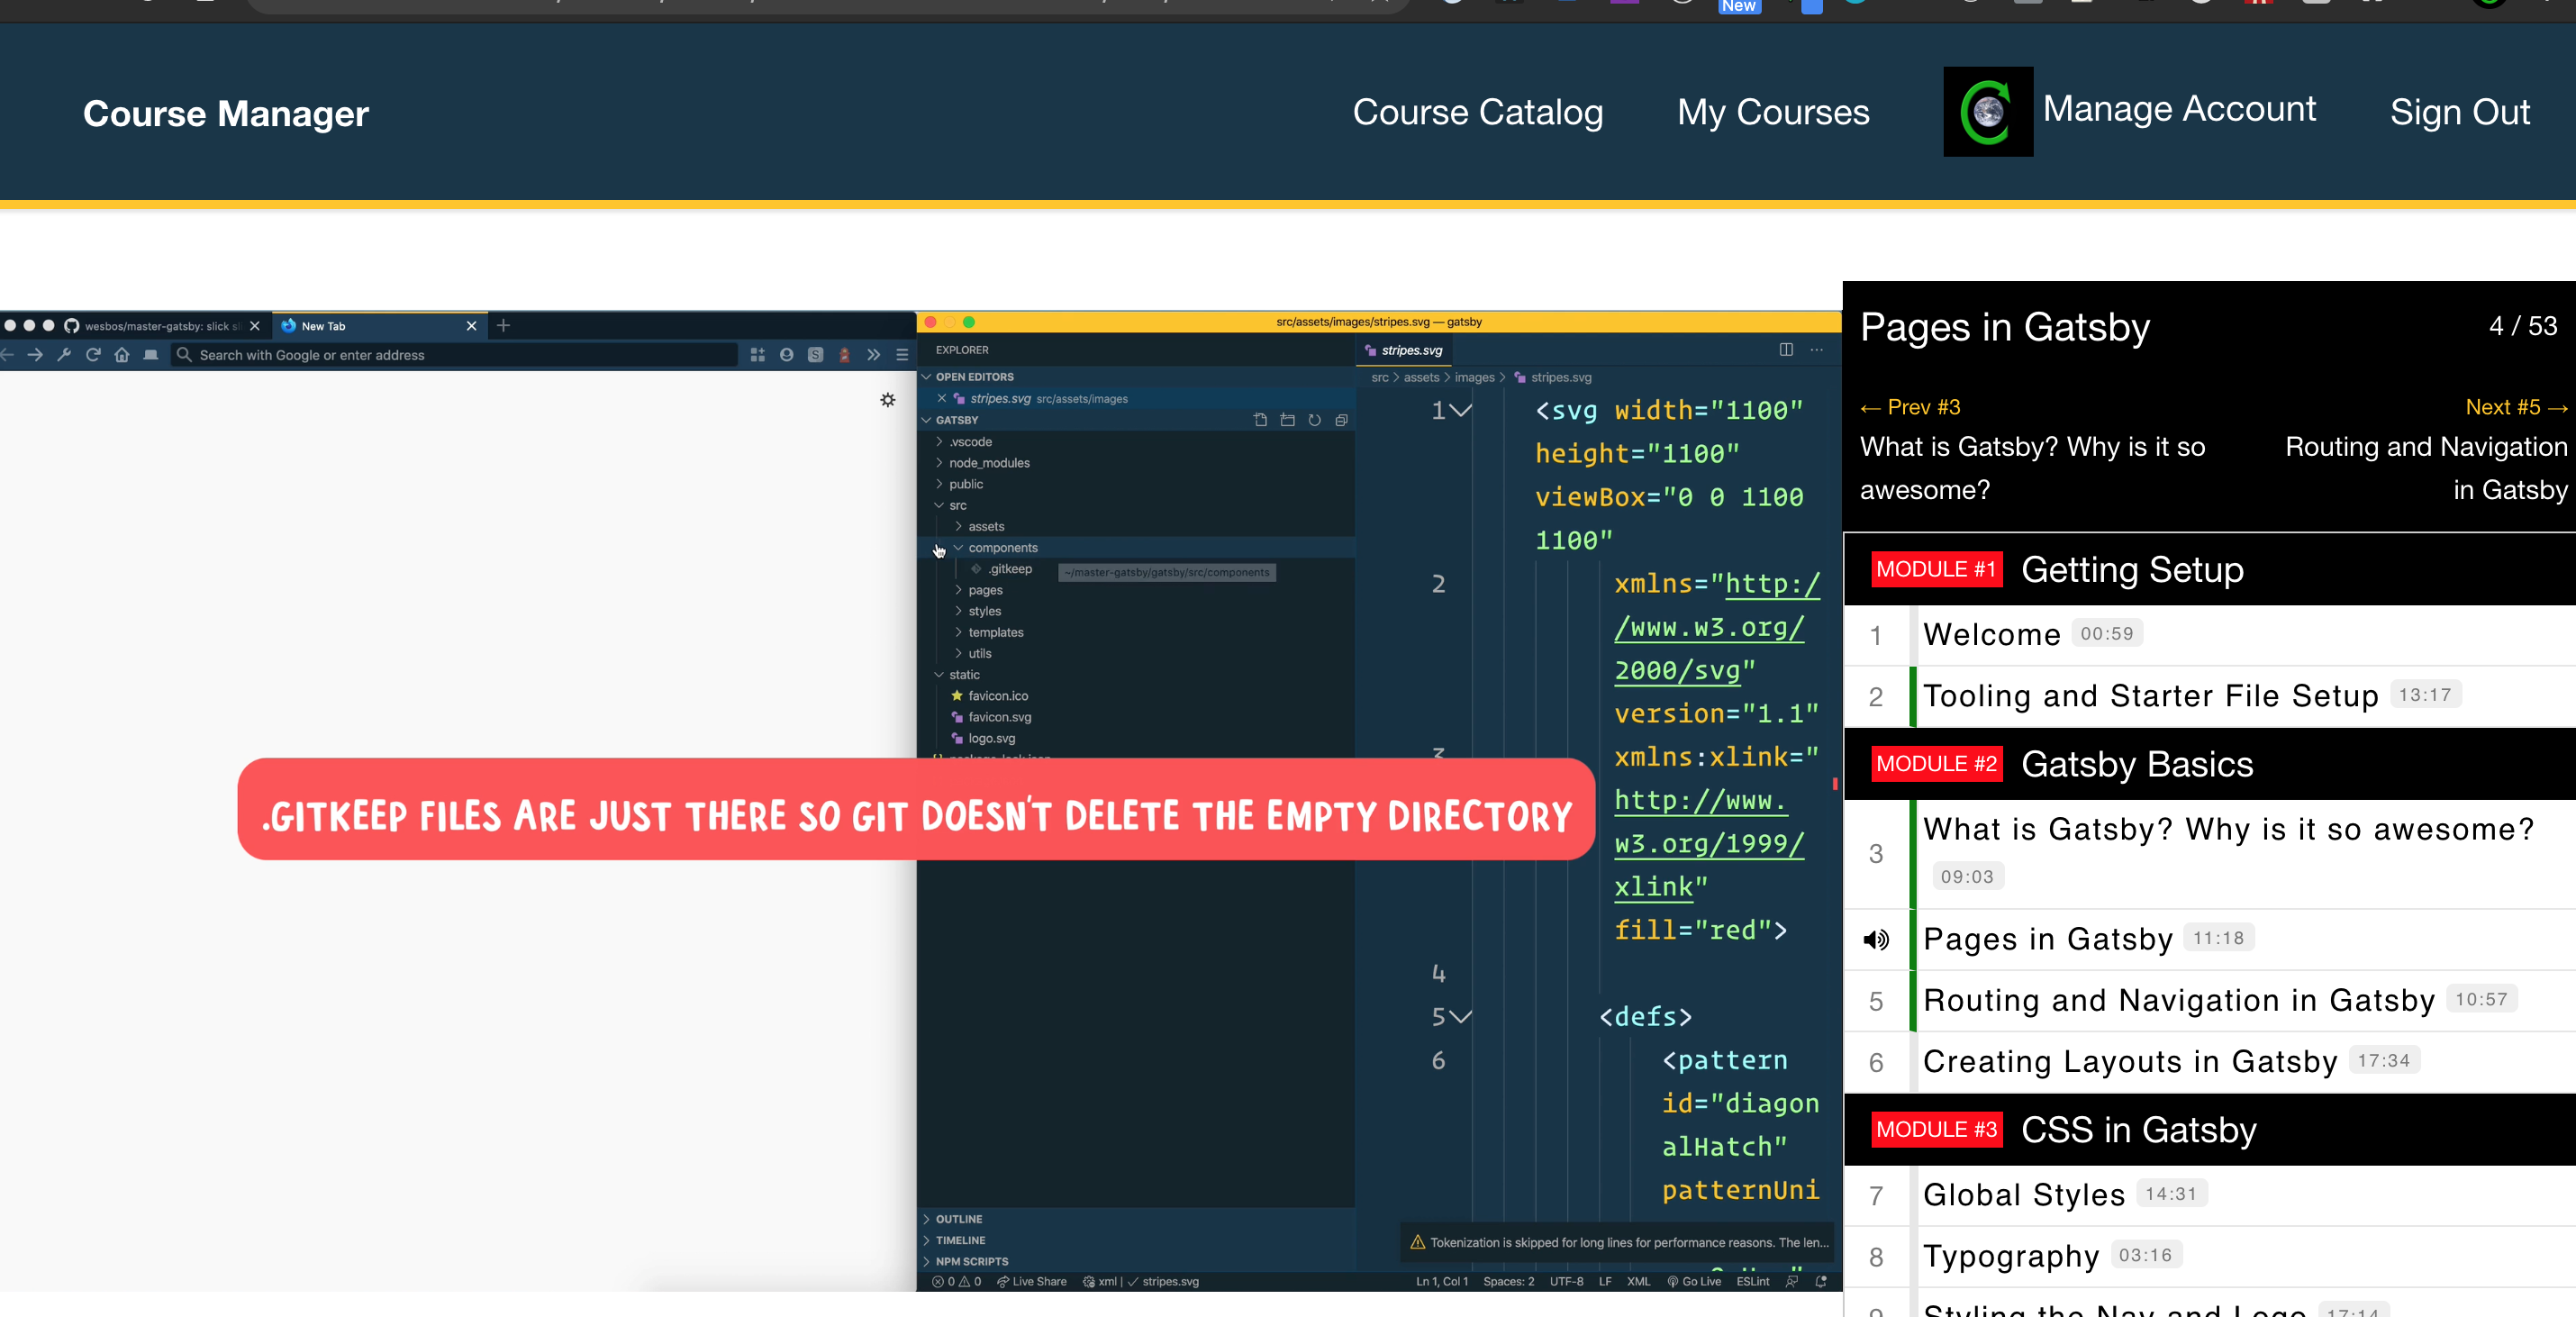 New
Course Manager
Course Catalog
My Courses
Manage Account
Sign Out
wesbos/master-gatsby: slick
New Tab
Search with Google or enter address
src/assets/images/stripes.svg — gatsby
EXPLORER
OPEN EDITORS
stripes.svg src/assets/images
GATSBY
.vscode
node_modules
public
src
assets
components
.gitkeep
~/master-gatsby/gatsby/src/components
pages
styles
templates
utils
static
favicon.ico
favicon.svg
logo.svg
.GITKEEP FILES ARE JUST THERE SO GIT DOESN'T DELETE THE EMPTY DIRECTORY
OUTLINE
TIMELINE
NPM SCRIPTS
stripes.svg
src > assets > images > stripes.svg
1 <svg width="1100"
height="1100"
viewBox="0 0 1100
1100"
2 xmlns="http:/
/www.w3.org/
2000/svg"
version="1.1"
3 xmlns:xlink="
http://www.
w3.org/1999/
xlink"
fill="red">
4
5 <defs>
6 <pattern
id="diagon
alHatch"
patternUni
Tokenization is skipped for long lines for performance reasons. The len...
0 0 Live Share xml | ✓ stripes.svg
Ln 1, Col 1 Spaces: 2 UTF-8 LF XML Go Live ESLint
Pages in Gatsby
4 / 53
← Prev #3
What is Gatsby? Why is it so
awesome?
Next #5 →
Routing and Navigation
in Gatsby
MODULE #1 Getting Setup
1 Welcome 00:59
2 Tooling and Starter File Setup 13:17
MODULE #2 Gatsby Basics
3 What is Gatsby? Why is it so awesome?
09:03
Pages in Gatsby 11:18
5 Routing and Navigation in Gatsby 10:57
6 Creating Layouts in Gatsby 17:34
MODULE #3 CSS in Gatsby
7 Global Styles 14:31
8 Typography 03:16
9 Styling the Nav and Logo 17:14